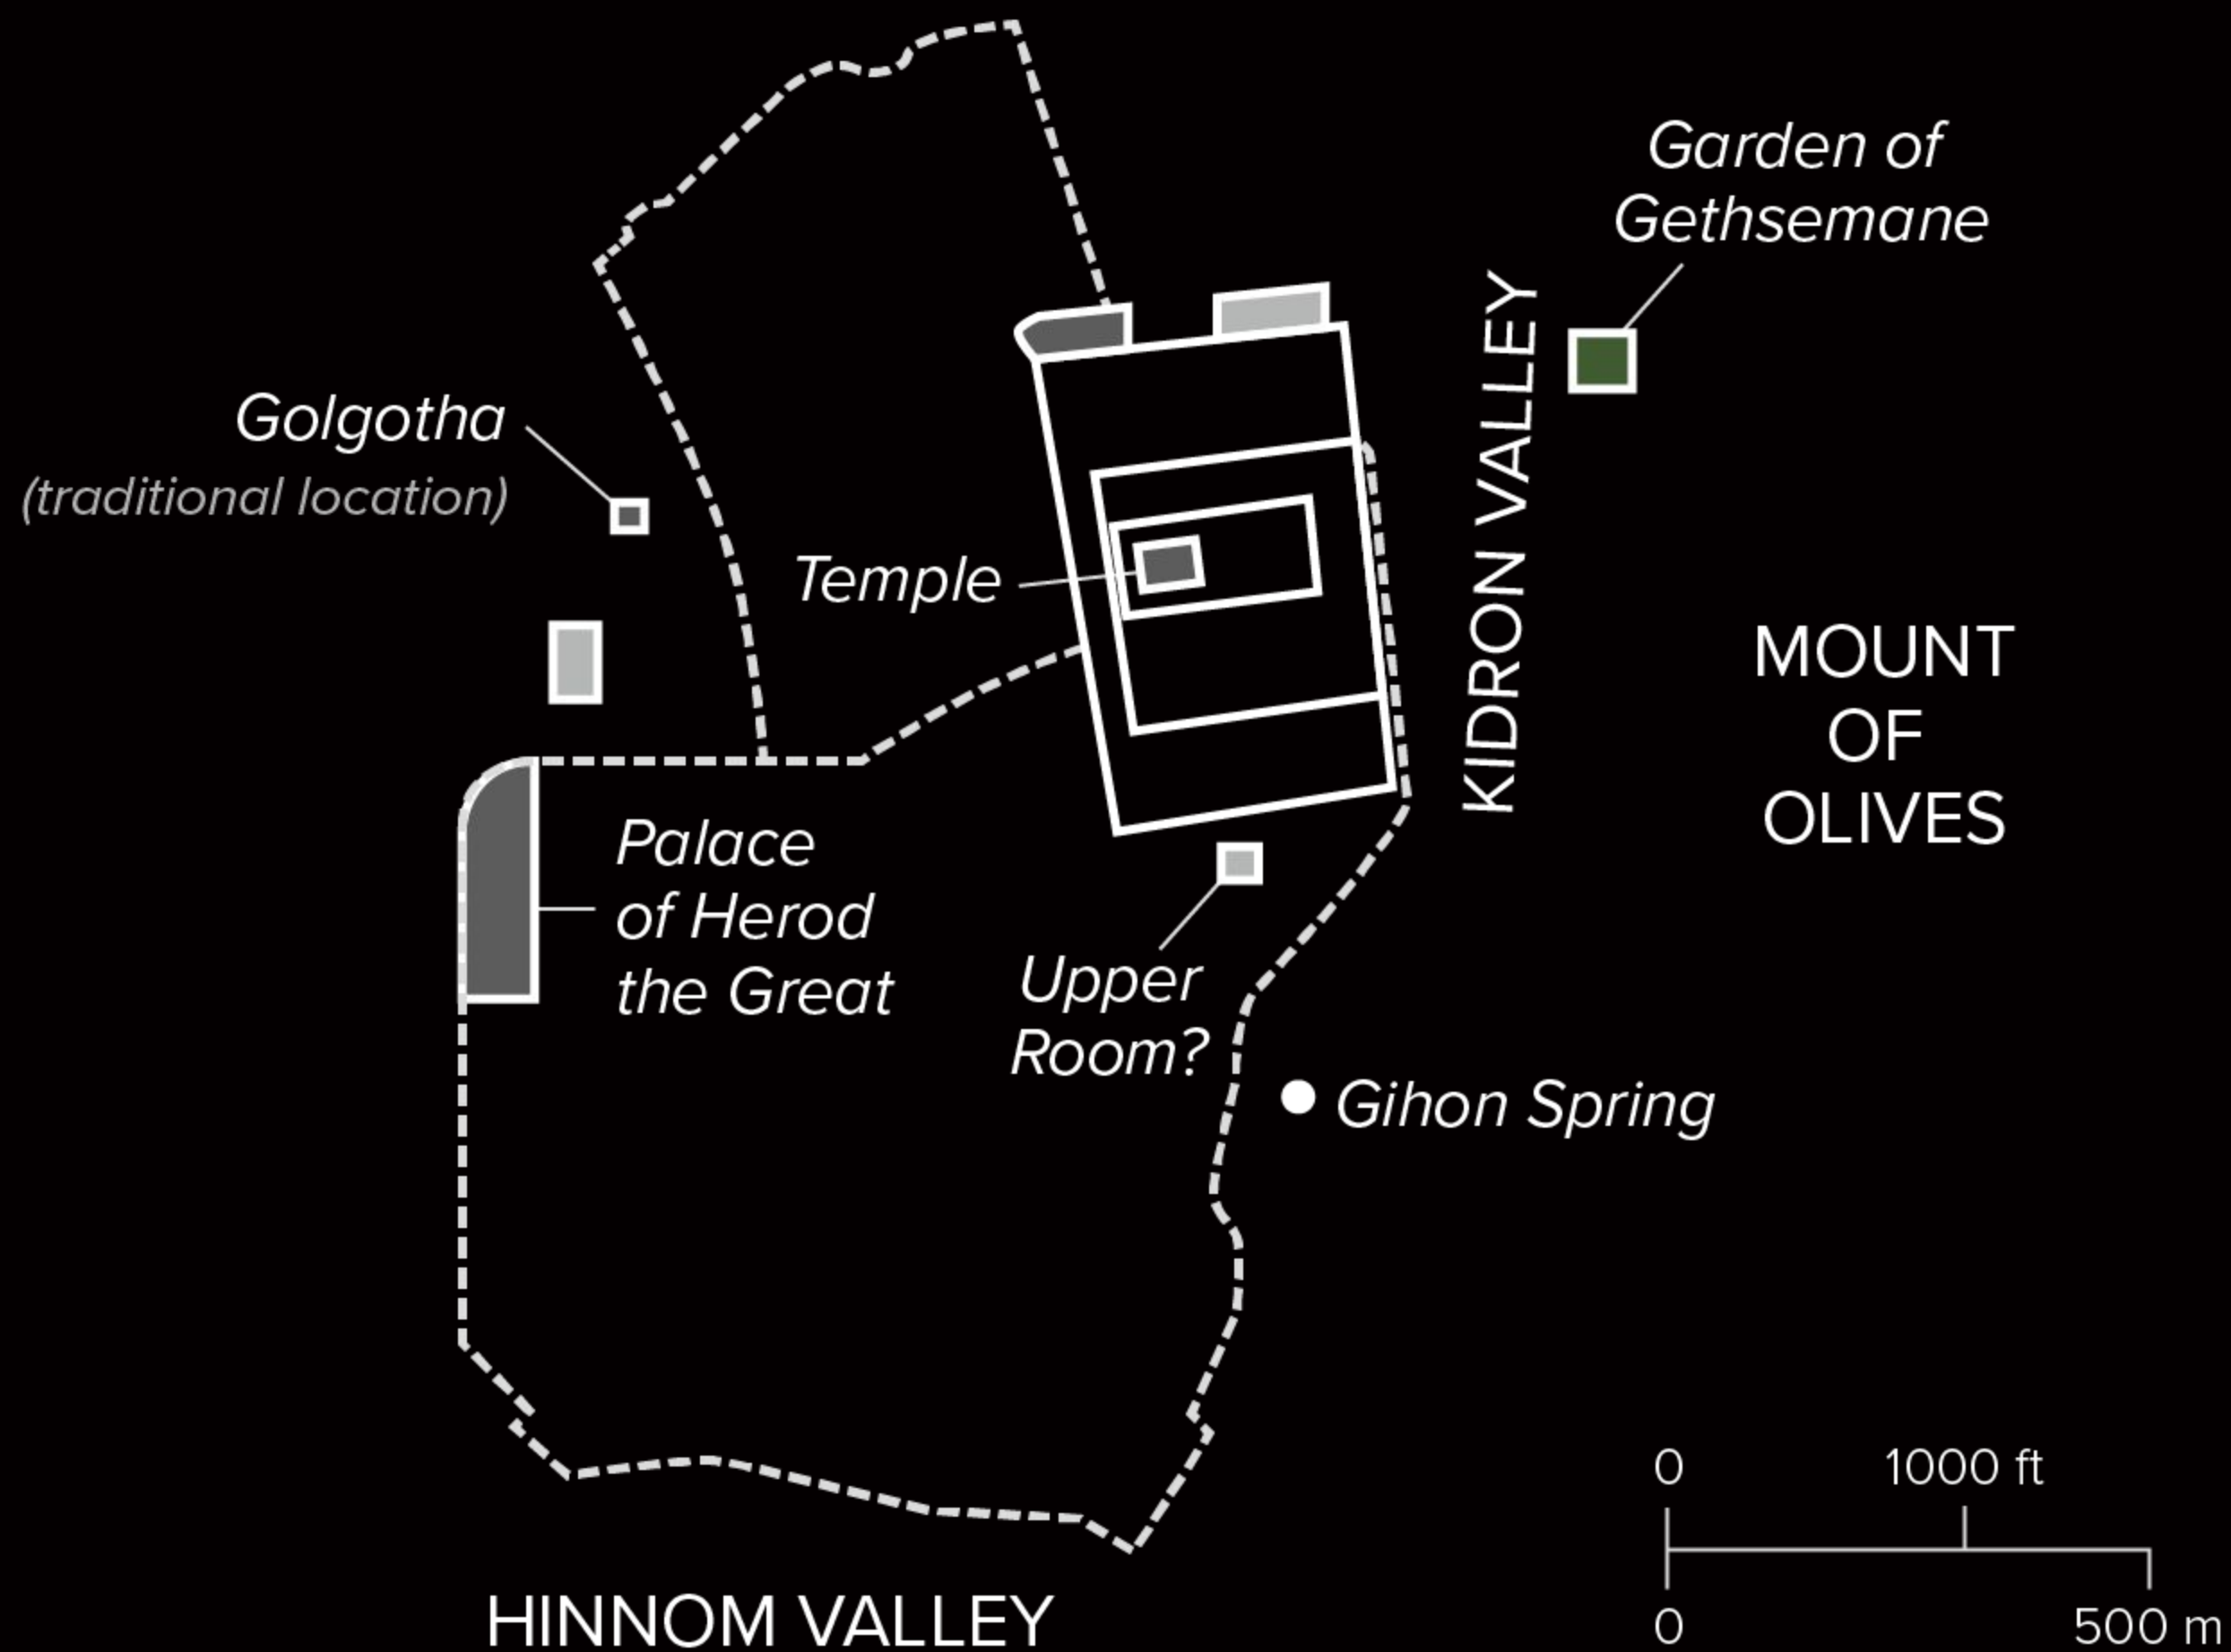 Garden of
Gethsemane
Golgotha
(traditional location)
Temple
KIDRON VALLEY
MOUNT
OF
OLIVES
Palace
of Herod
the Great
Upper
Room?
Gihon Spring
0 1000 ft
0 500 m
HINNOM VALLEY